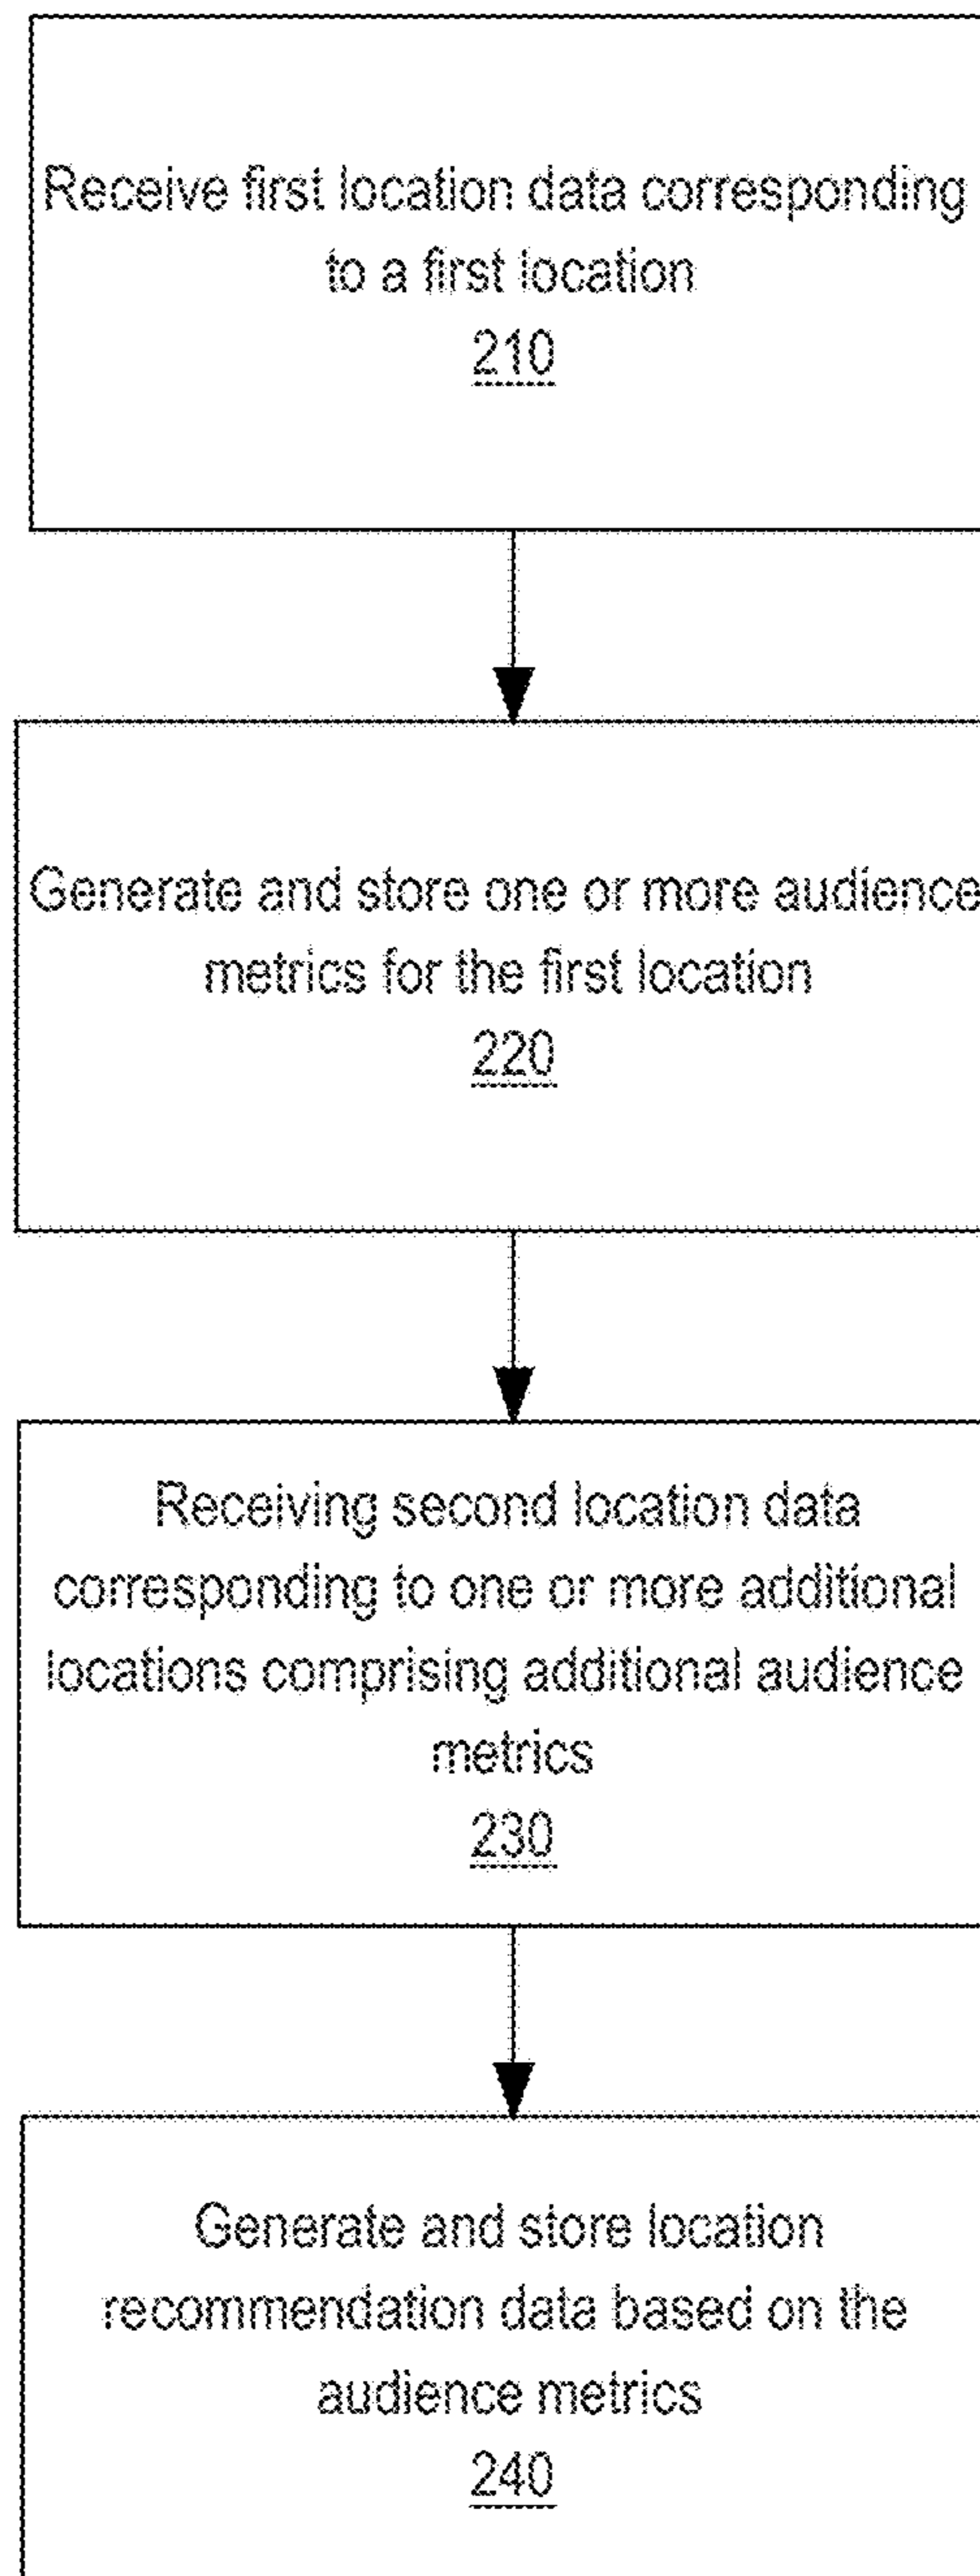 Receive first location data corresponding
to a first location
210
Generate and store one or more audience
metrics for the first location
220
Receiving second location data
corresponding to one or more additional
locations comprising additional audience
metrics
230
Generate and store location
recommendation data based on the
audience metrics
240